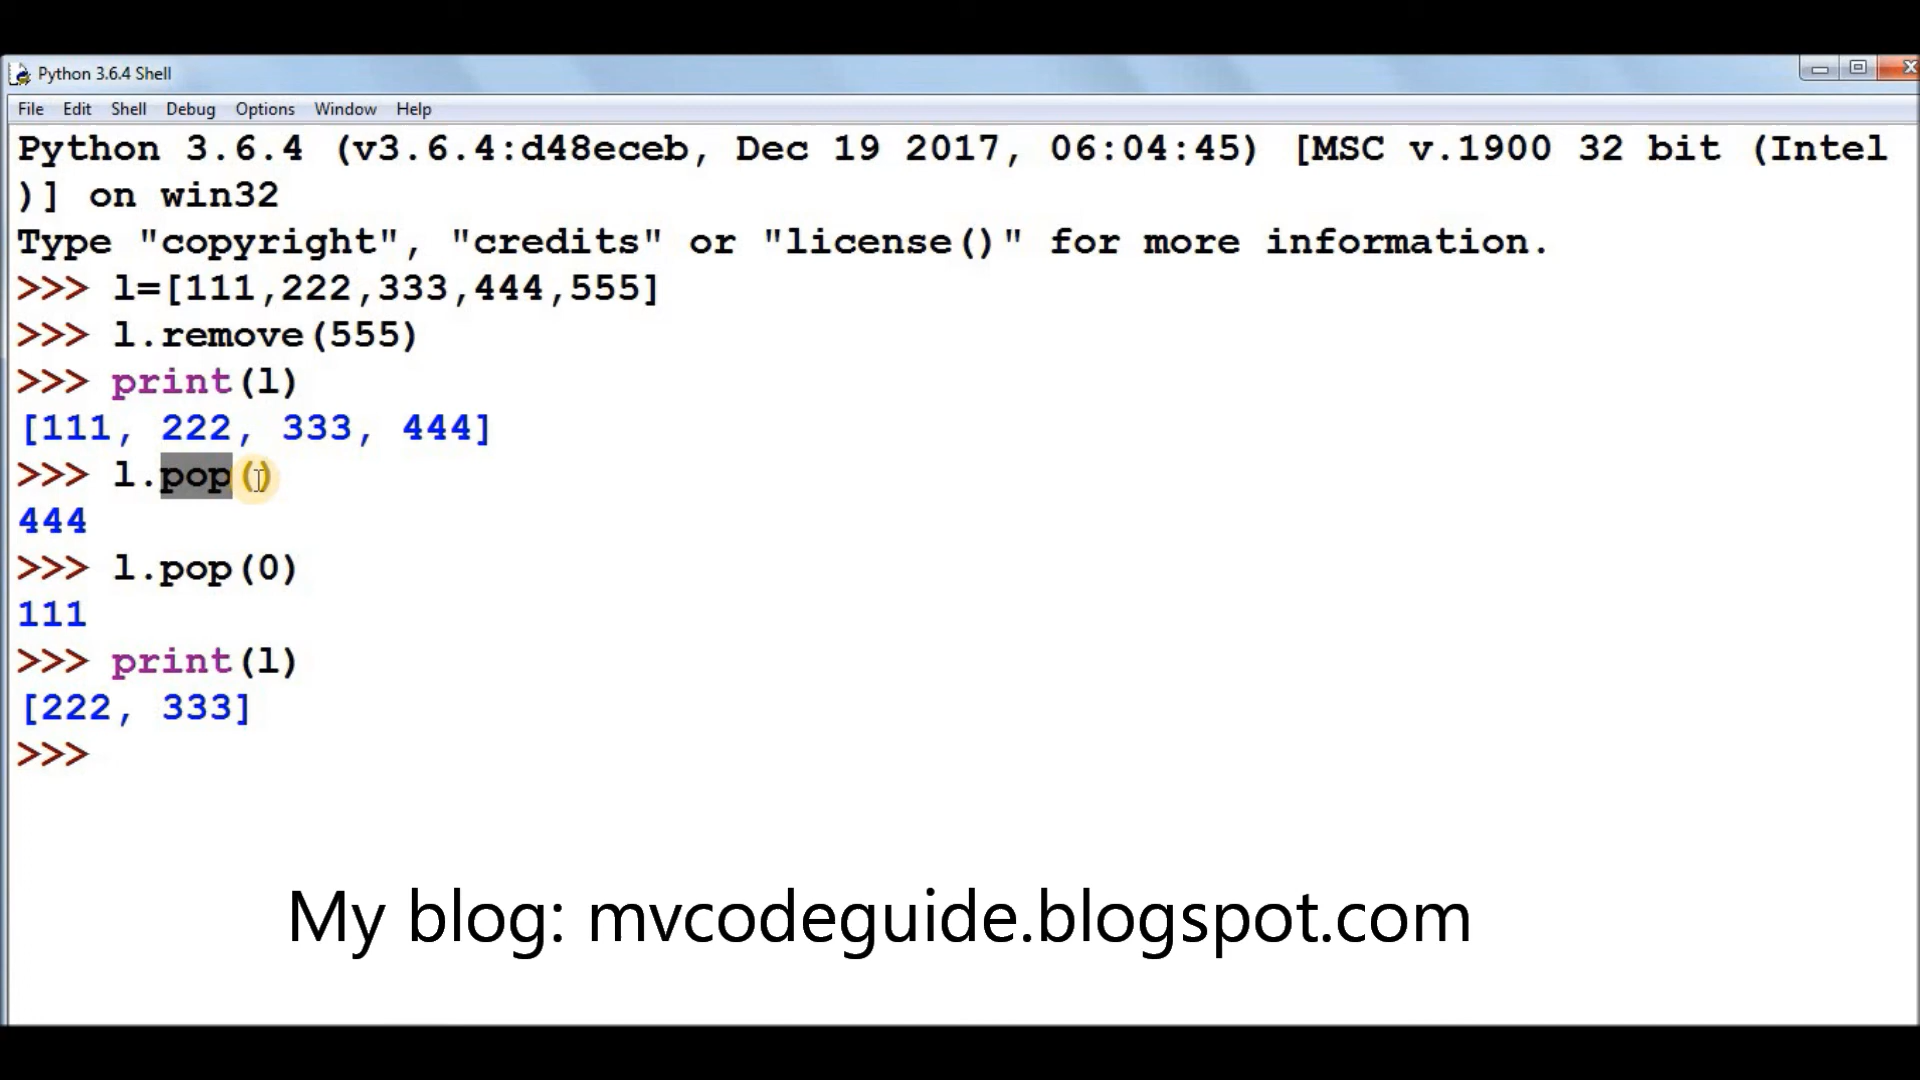 Python 3.6.4 Shell
File Edit Shell Debug Options Window Help
Python 3.6.4 (v3.6.4:d48eceb, Dec 19 2017, 06:04:45) [MSC v.1900 32 bit (Intel
)] on win32
Type "copyright", "credits" or "license()" for more information.
>>> l=[111,222,333,444,555]
>>> l.remove(555)
>>> print(l)
[111, 222, 333, 444]
>>> l.pop()
444
>>> l.pop(0)
111
>>> print(l)
[222, 333]
>>>
My blog: mvcodeguide.blogspot.com